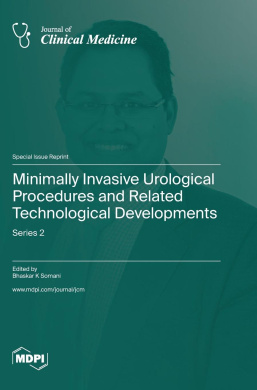 Journal of
Clinical Medicine
Special Issue Reprint
Minimally Invasive Urological
Procedures and Related
Technological Developments
Series 2
Edited by
Bhaskar K Somani
www.mdpi.com/journal/jcm
MDPI